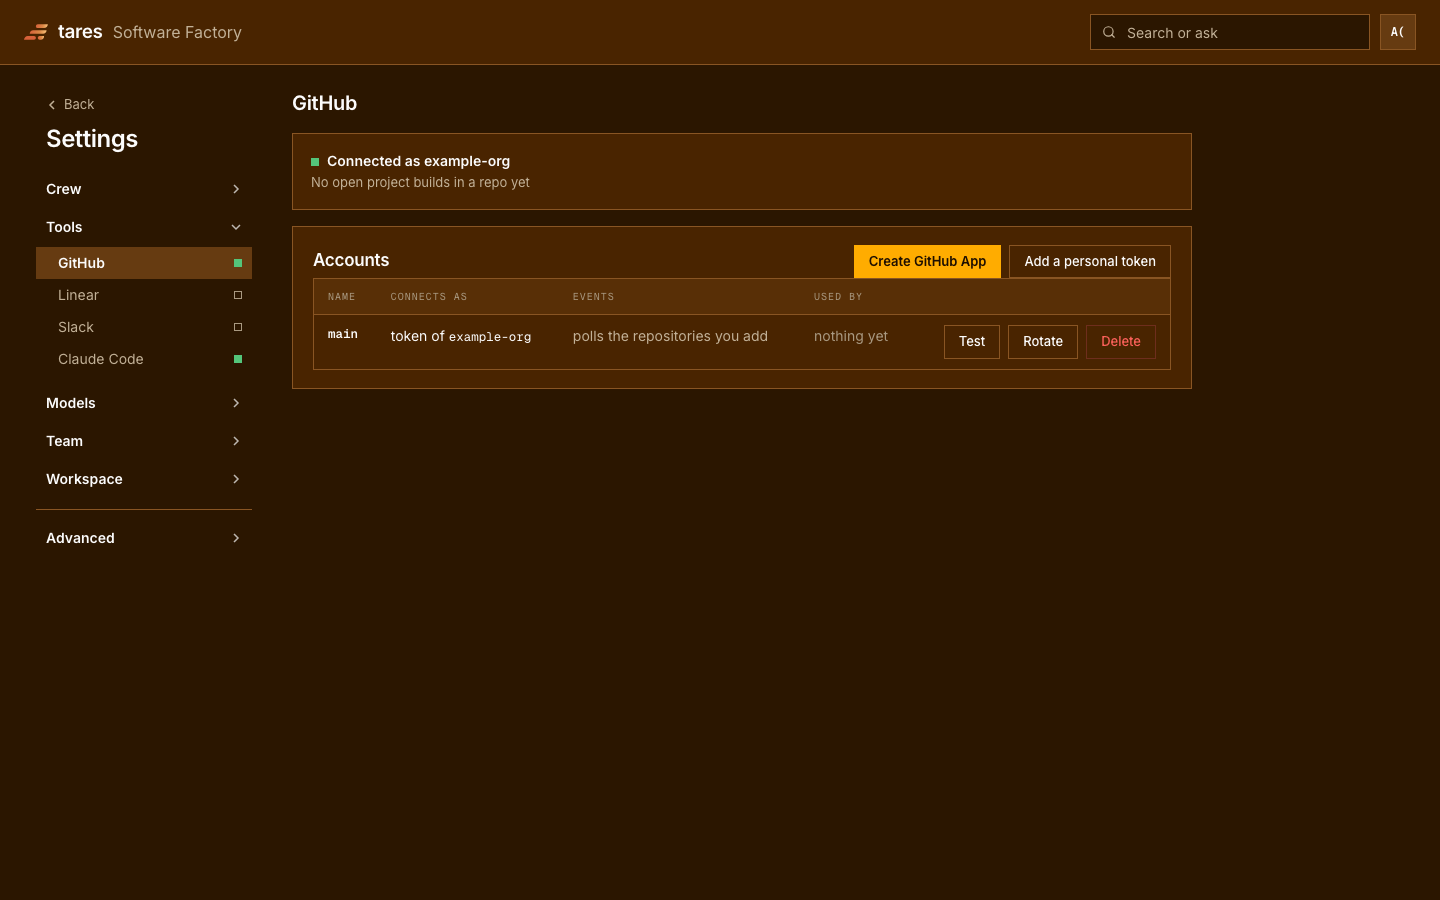 tares Software Factory
Search or ask
A(
Back
Settings
Crew
Tools
GitHub
Linear
Slack
Claude Code
Models
Team
Workspace
Advanced
GitHub
Connected as example-org
No open project builds in a repo yet
Accounts
Create GitHub App
Add a personal token
NAME CONNECTS AS EVENTS USED BY
main token of example-org polls the repositories you add nothing yet Test Rotate Delete